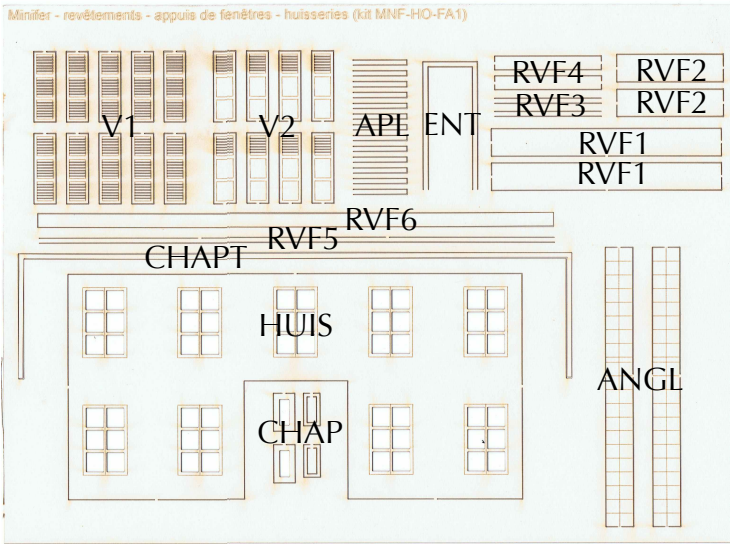 Minifer - revêtements - appuis de fenêtres - huisseries (kit MNF-HO-FA1)
V1
V2
APL
ENT
RVF4
RVF3
RVF2
RVF2
RVF1
RVF1
RVF6
RVF5
CHAPT
HUIS
CHAP
ANGL